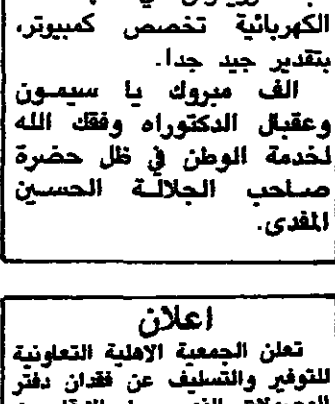 الكهربائية تخصص كمبيوتر،
بتقدير جيد جدا.
الف مبروك يا سيمون
وعقبال الدكتوراه وفقك الله
لخدمة الوطن في ظل حضرة
صاحب الجلالة الحسين
المفدى.
اعلان
تعلن الجمعية الاهلية التعاونية
للتوفير والتسليف عن فقدان دفتر